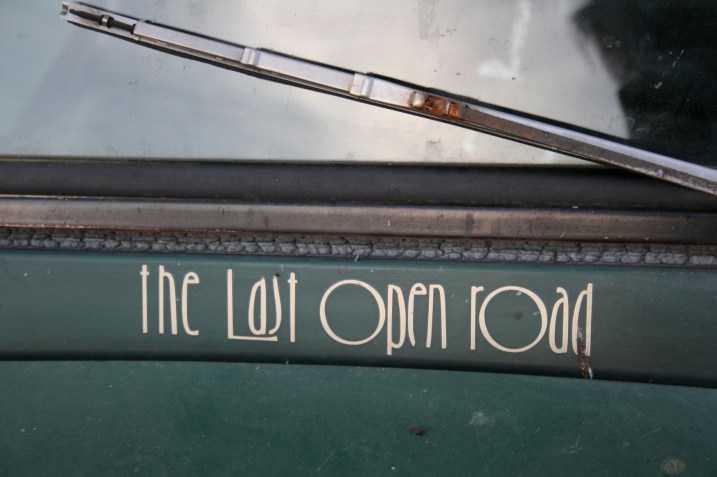 the Last Open road